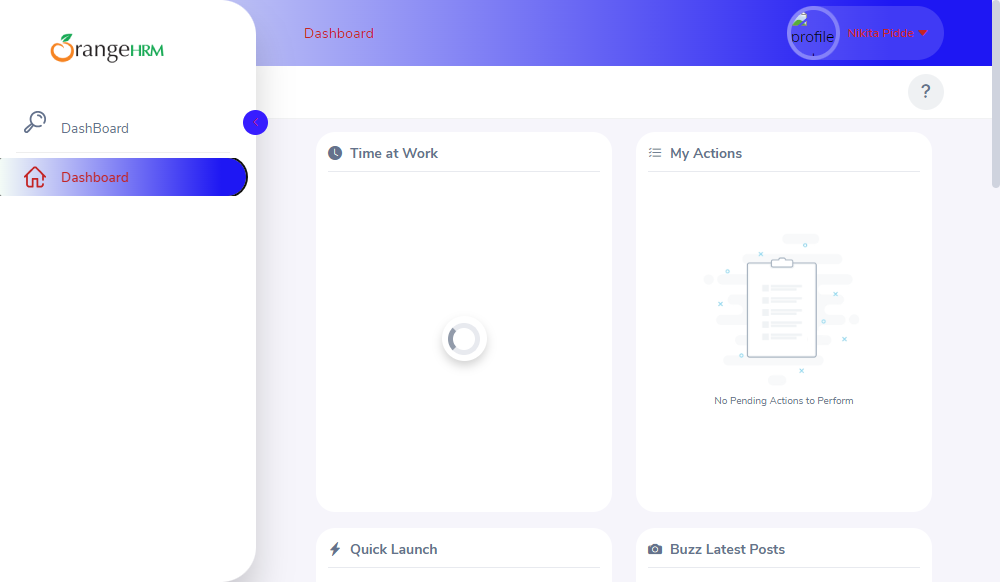 OrangeHRM
Dashboard
profile
Nikita Pidde
?
DashBoard
Dashboard
Time at Work
My Actions
No Pending Actions to Perform
Quick Launch
Buzz Latest Posts